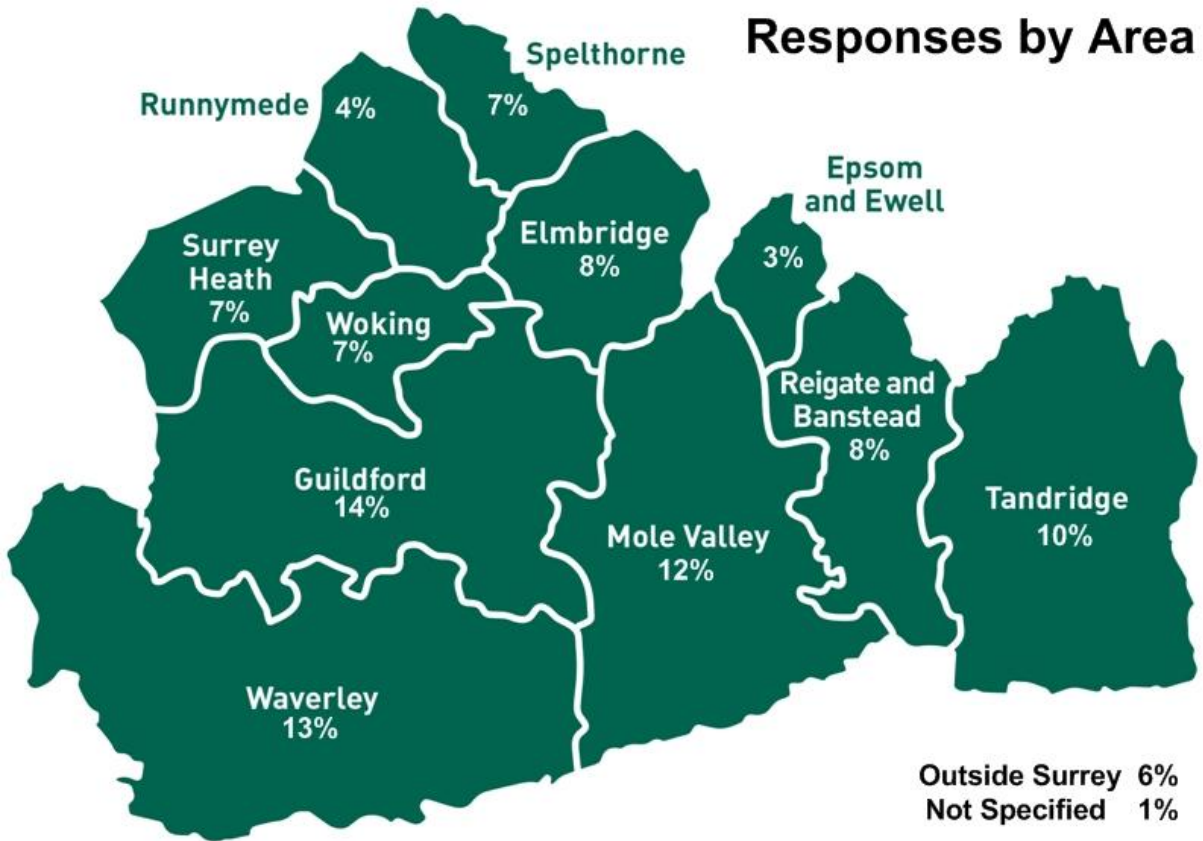 Responses by Area
Spelthorne
7%
Runnymede
4%
Epsom
and Ewell
3%
Elmbridge
8%
Surrey
Heath
7%
Woking
7%
Reigate and
Banstead
8%
Guildford
14%
Tandridge
10%
Mole Valley
12%
Waverley
13%
Outside Surrey 6%
Not Specified 1%